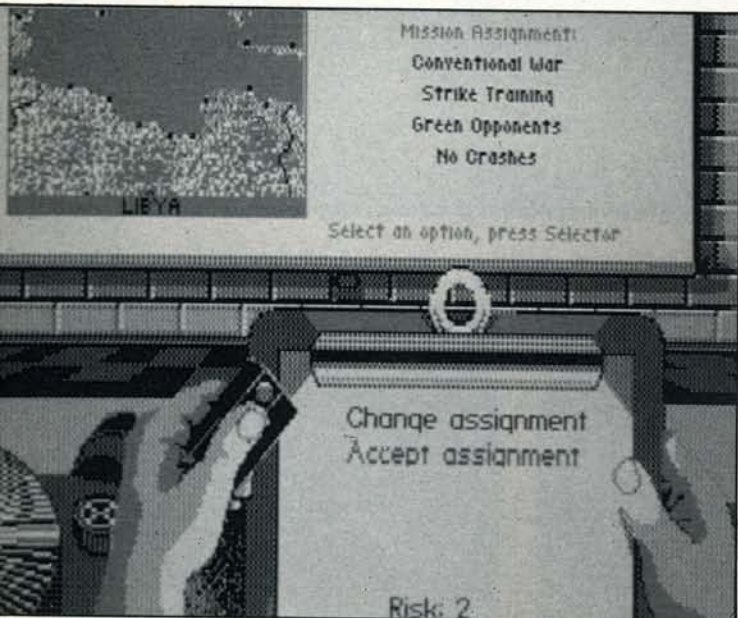 Mission Assignment:
Conventional War
Strike Training
Green Opponents
No Crashes
LIBYA
Select an option, press Selector
Change assignment
Accept assignment
Risk: 2